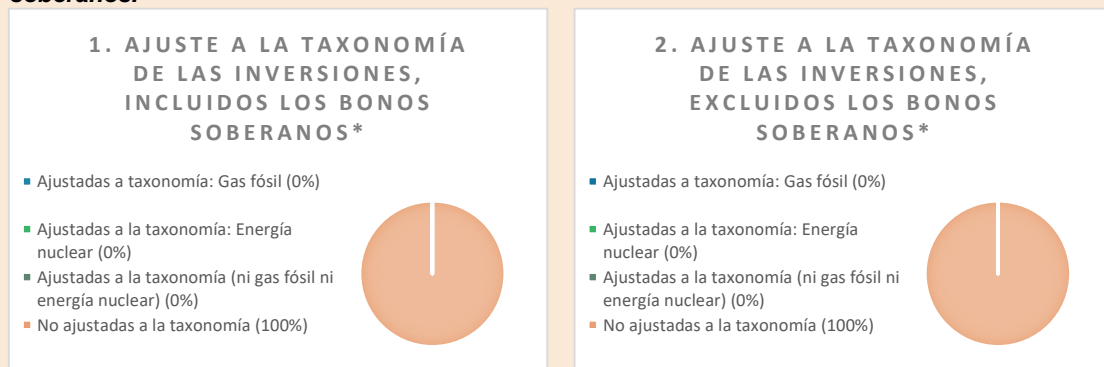 soberanos.
1. AJUSTE A LA TAXONOMÍA
DE LAS INVERSIONES,
INCLUIDOS LOS BONOS
SOBERANOS*
Ajustadas a taxonomía: Gas fósil (0%)
Ajustadas a la taxonomía: Energía
nuclear (0%)
Ajustadas a la taxonomía (ni gas fósil ni
energía nuclear) (0%)
No ajustadas a la taxonomía (100%)
2. AJUSTE A LA TAXONOMÍA
DE LAS INVERSIONES,
EXCLUIDOS LOS BONOS
SOBERANOS*
Ajustadas a taxonomía: Gas fósil (0%)
Ajustadas a la taxonomía: Energía
nuclear (0%)
Ajustadas a la taxonomía (ni gas fósil ni
energía nuclear) (0%)
No ajustadas a la taxonomía (100%)